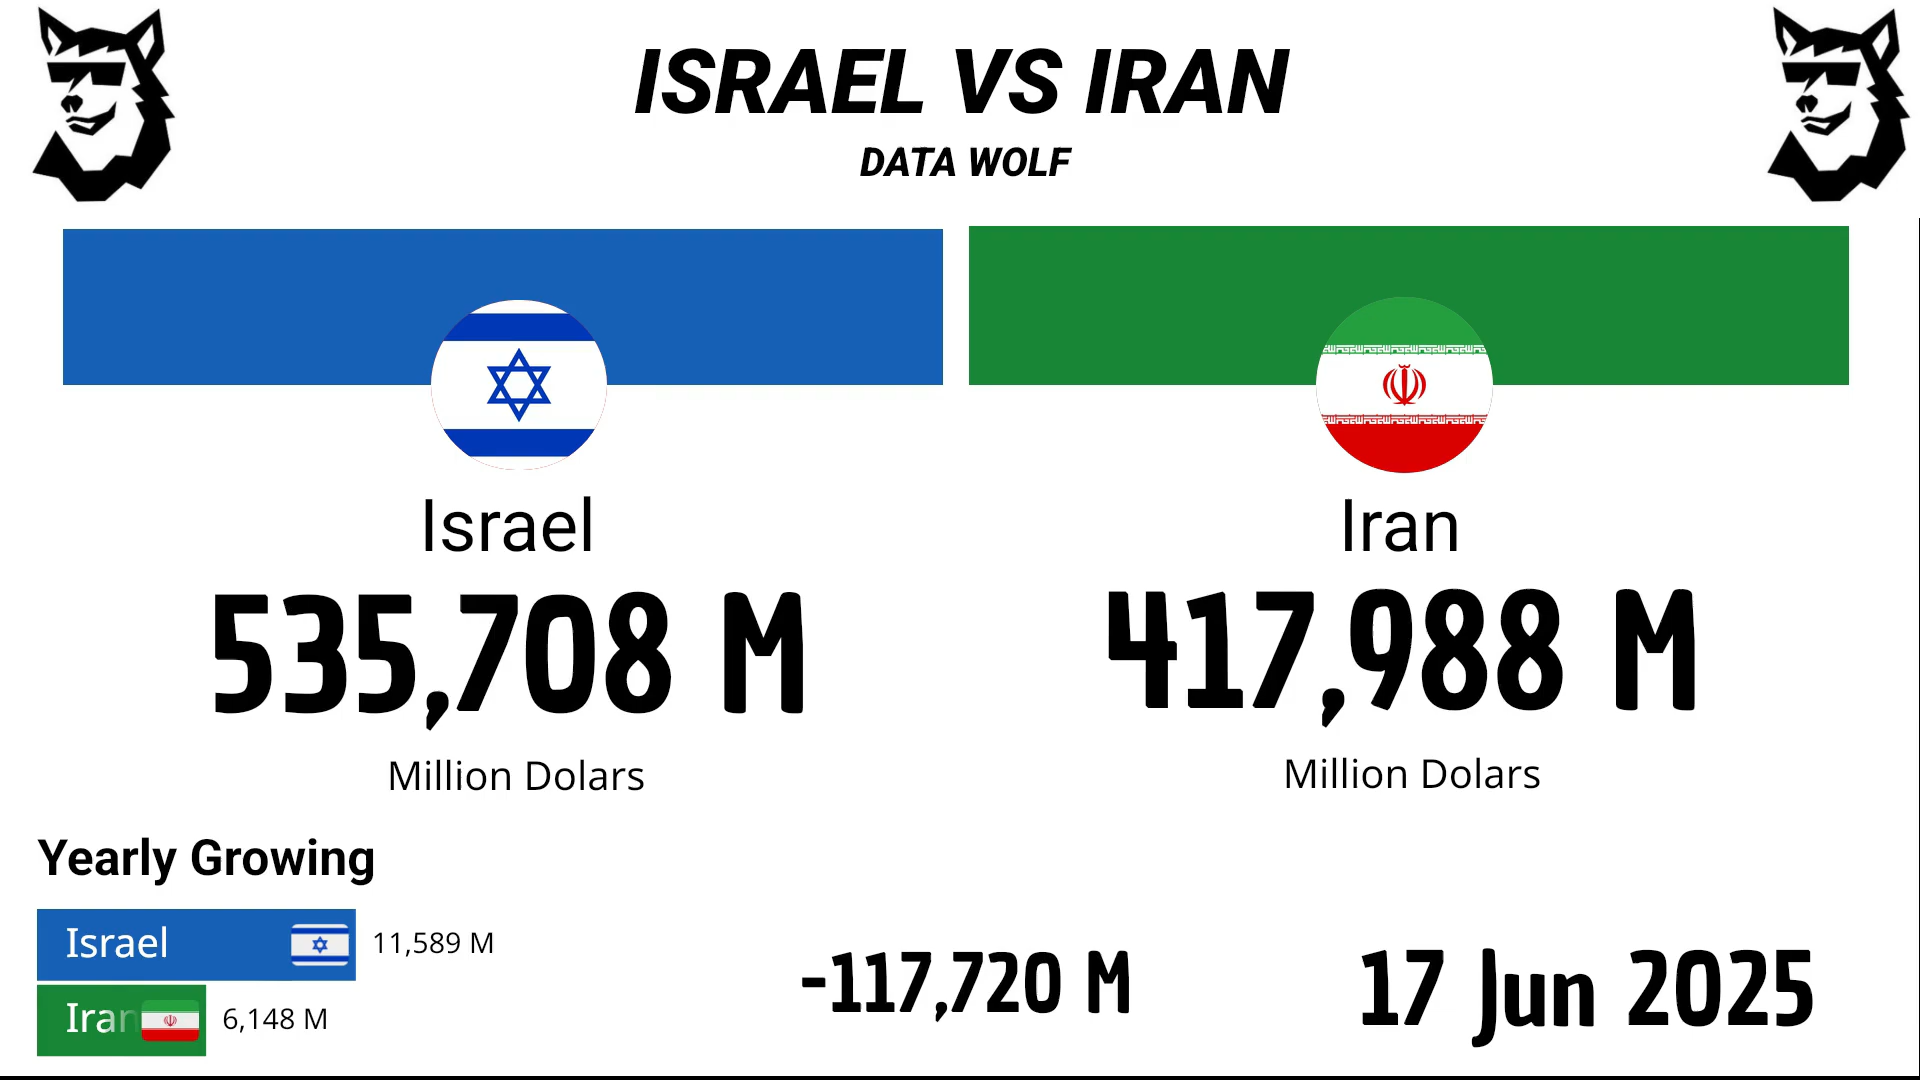 ISRAEL VS IRAN
DATA WOLF
Israel
535,708 M
Million Dolars
Iran
417,988 M
Million Dolars
Yearly Growing
Israel 11,589 M
Iran 6,148 M
-117,720 M
17 Jun 2025